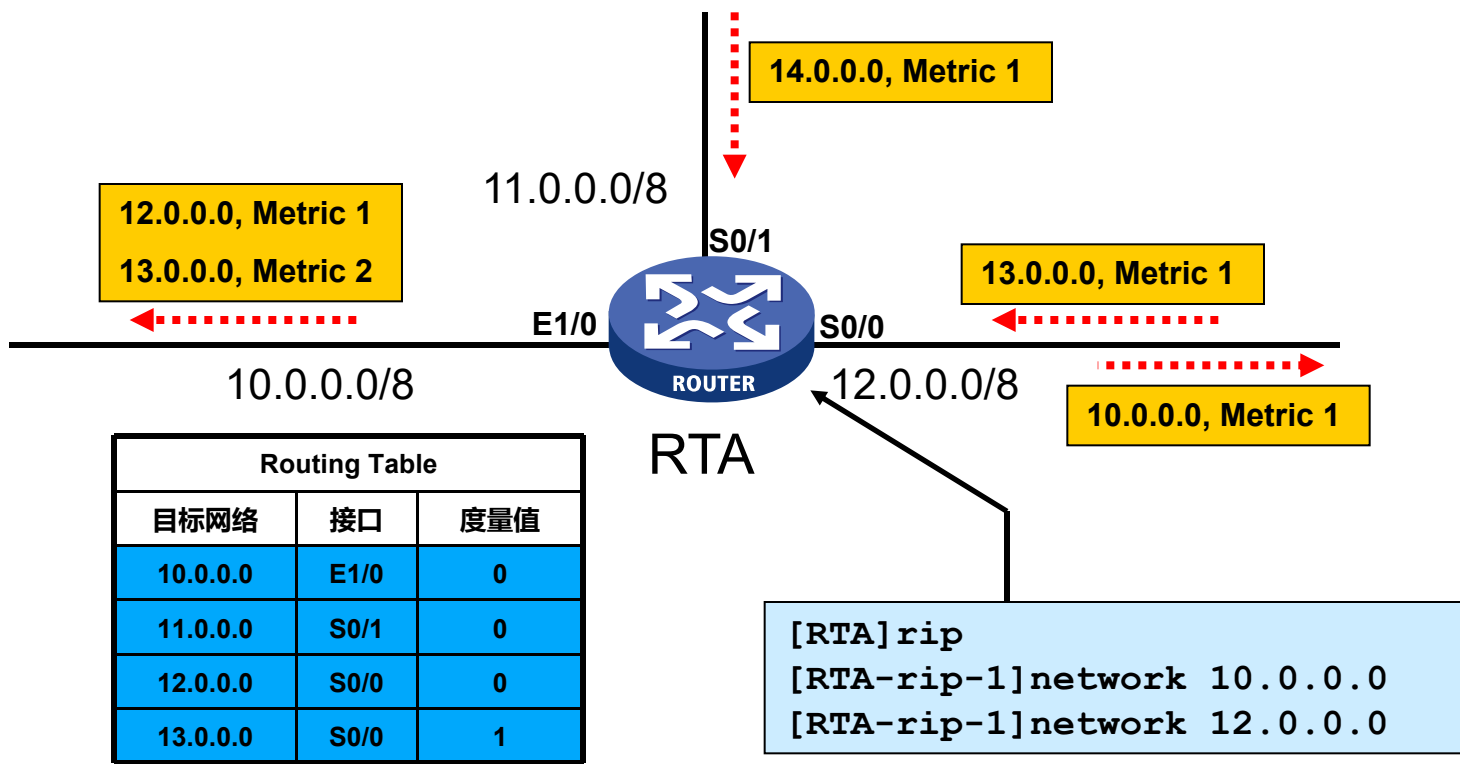 14.0.0.0, Metric 1
11.0.0.0/8
12.0.0.0, Metric 1
13.0.0.0, Metric 2
S0/1
13.0.0.0, Metric 1
E1/0
S0/0
ROUTER
10.0.0.0/8
12.0.0.0/8
10.0.0.0, Metric 1
RTA
Routing Table
目标网络 接口 度量值
10.0.0.0 E1/0 0
11.0.0.0 S0/1 0
12.0.0.0 S0/0 0
13.0.0.0 S0/0 1
[RTA]rip
[RTA-rip-1]network 10.0.0.0
[RTA-rip-1]network 12.0.0.0